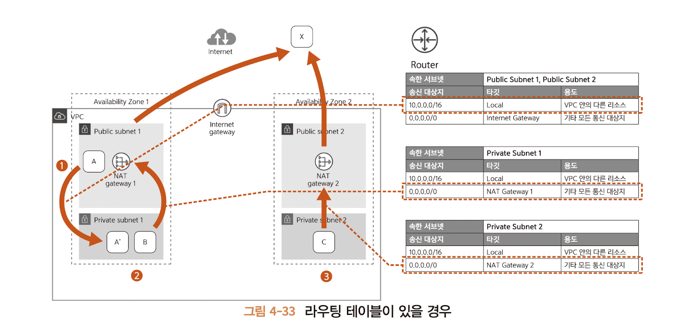 X
Internet
Router
속한 서브넷 Public Subnet 1, Public Subnet 2
송신 대상지 타깃 용도
10.0.0.0/16 Local VPC 안의 다른 리소스
0.0.0.0/0 Internet Gateway 기타 모든 통신 대상지
Availability Zone 1
Availability Zone 2
VPC
Internet
gateway
Public subnet 1
Public subnet 2
1
A
NAT
gateway 1
NAT
gateway 2
속한 서브넷 Private Subnet 1
송신 대상지 타깃 용도
10.0.0.0/16 Local VPC 안의 다른 리소스
0.0.0.0/0 NAT Gateway 1 기타 모든 통신 대상지
Private subnet 1
Private subnet 2
A'
B
C
2
3
속한 서브넷 Private Subnet 2
송신 대상지 타깃 용도
10.0.0.0/16 Local VPC 안의 다른 리소스
0.0.0.0/0 NAT Gateway 2 기타 모든 통신 대상지
그림 4-33 라우팅 테이블이 있을 경우